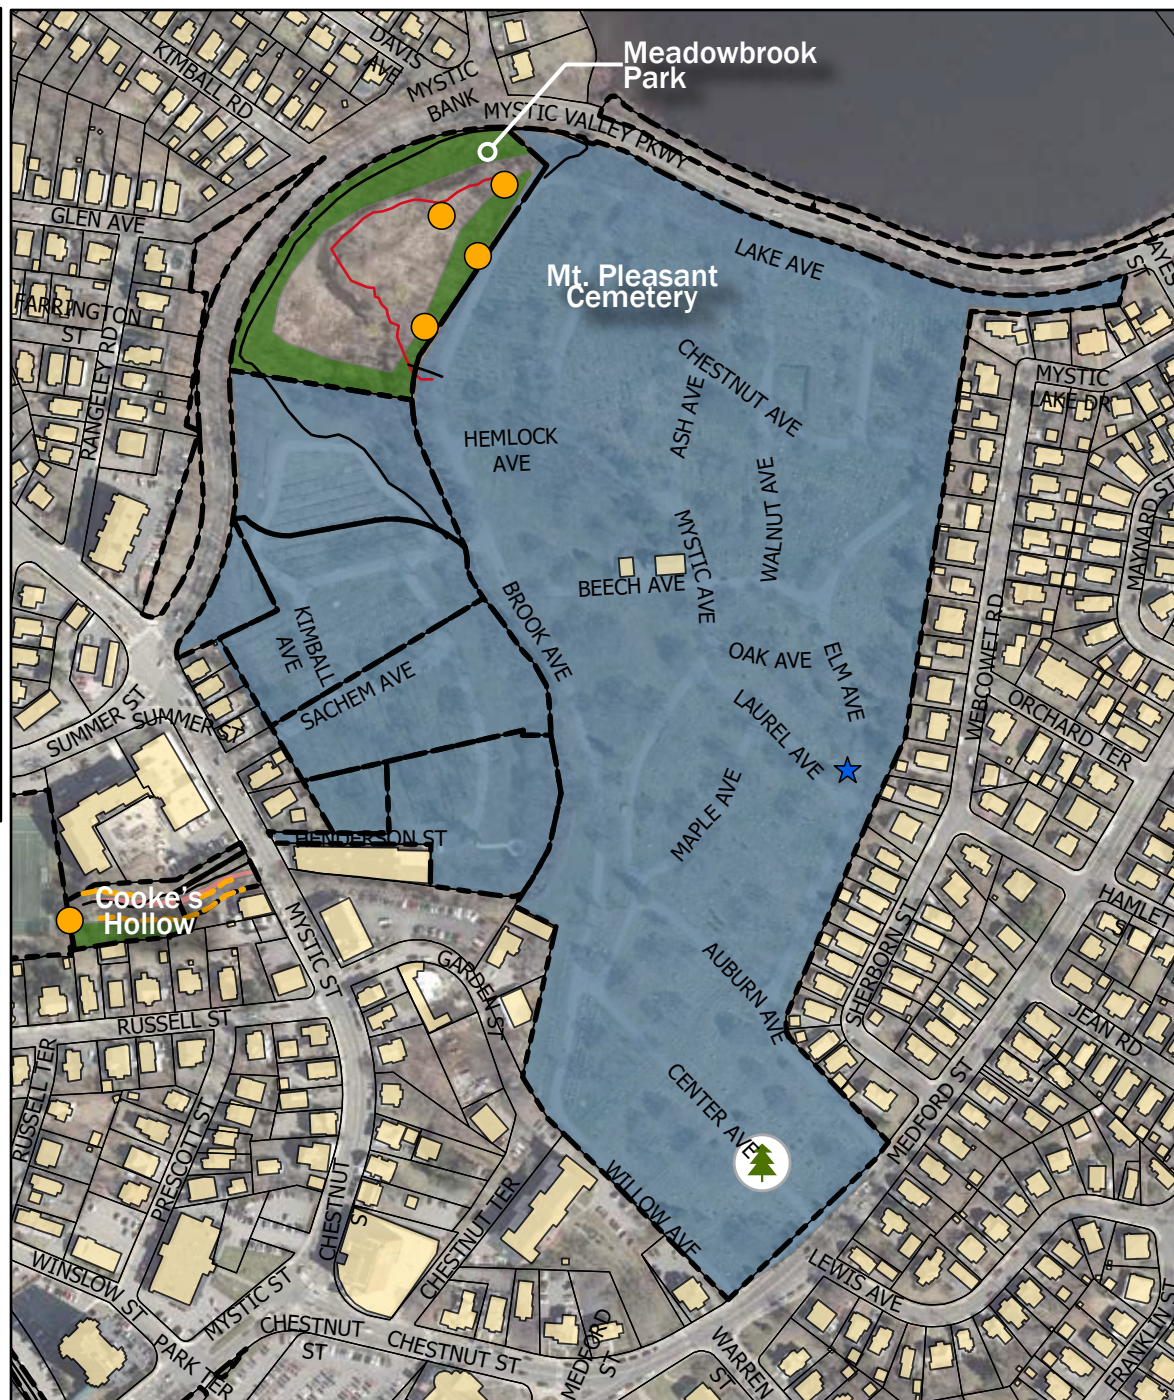 Meadowbrook
Park
DAVIS
AVE
KIMBALL RD
MYSTIC
BANK
MYSTIC VALLEY PKWY
GLEN AVE
LAKE AVE
Mt. Pleasant
Cemetery
FARRINGTON
ST
RANGELEY RD
CHESTNUT AVE
ASH AVE
MYSTIC
LAKE DR
HEMLOCK
AVE
WALNUT AVE
MAYNARD ST
MYSTIC AVE
BEECH AVE
BROOK AVE
KIMBALL
AVE
SACHEM AVE
OAK AVE
ELM AVE
WEBCOWET RD
ORCHARD TER
SUMMER ST
SUMMER ST
LAUREL AVE
MAPLE AVE
HENDERSON ST
Cooke's
Hollow
MYSTIC ST
GARDEN ST
SHERBORN ST
AUBURN AVE
RUSSELL ST
JEAN RD
RUSSELL TER
PRESCOTT ST
CENTER AVE
MEDFORD ST
WILLOW AVE
CHESTNUT
CHESTNUT TER
LEWIS AVE
WINSLOW ST
MYSTIC ST
PARK TER
CHESTNUT
ST
CHESTNUT ST
MEDFORD
ST
WARREN
ST